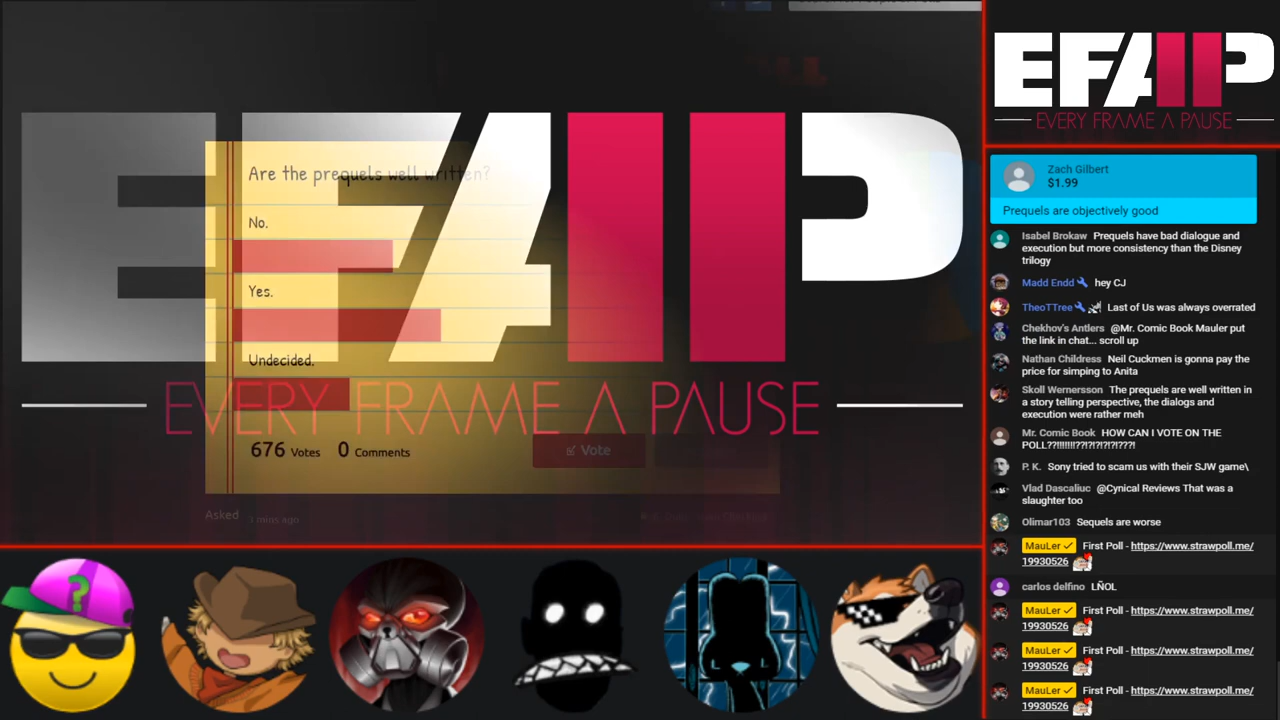 EFAP
EVERY FRAME A PAUSE
Are the prequels well written?
No.
Yes.
Undecided.
676 Votes 0 Comments
Vote
Asked
1 mins ago
?
EFAP
EVERY FRAME A PAUSE
Zach Gilbert
$1.99
Prequels are objectively good
Isabel Brokaw Prequels have bad dialogue and
execution but more consistency than the Disney
trilogy
Madd Endd hey CJ
TheoTTree Last of Us was always overrated
Chekhov's Antlers @Mr. Comic Book Mauler put
the link in chat... scroll up
Nathan Childress Neil Cuckmen is gonna pay the
price for simping to Anita
Skoll Wernersson The prequels are well written in
a story telling perspective, the dialogs and
execution were rather meh
Mr. Comic Book HOW CAN I VOTE ON THE
POLL??!!!!!!!!??!?!?!?!?!????!
P. K. Sony tried to scam us with their SJW game\
Vlad Dascaliuc @Cynical Reviews That was a
slaughter too
Olimar103 Sequels are worse
MauLer First Poll - https://www.strawpoll.me/
19930526
carlos delfino LÑOL
MauLer First Poll - https://www.strawpoll.me/
19930526
MauLer First Poll - https://www.strawpoll.me/
19930526
MauLer First Poll - https://www.strawpoll.me/
19930526